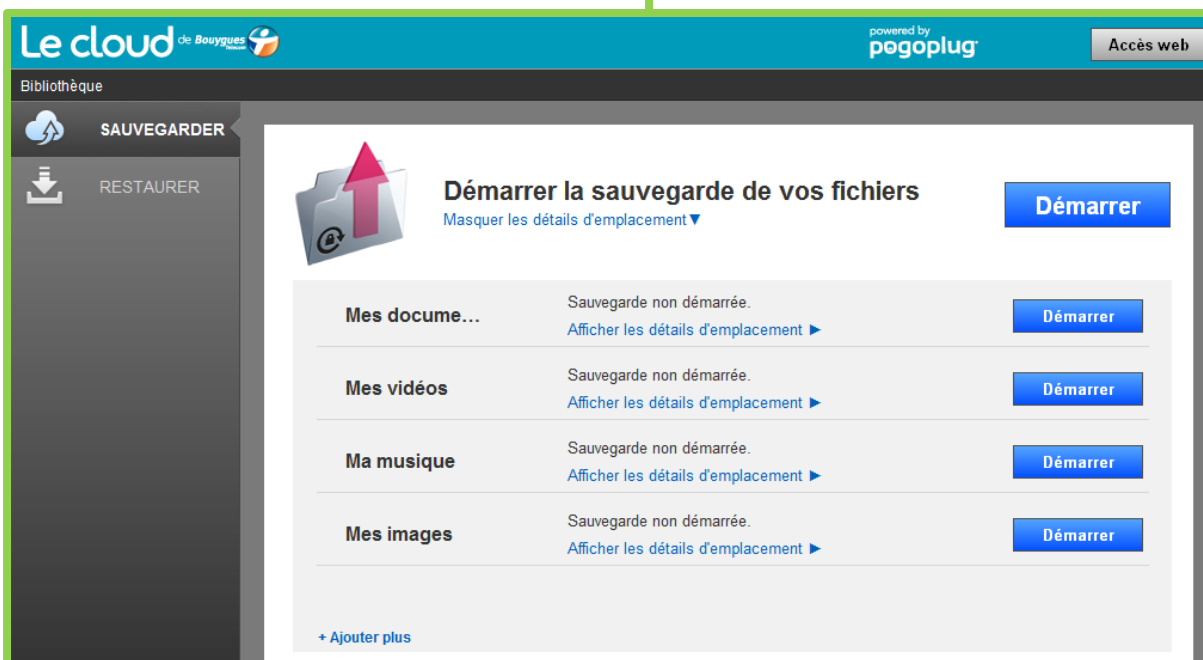 Le cloud de Bouygues Telecom
powered by
pogoplug
Accès web
Bibliothèque
SAUVEGARDER
RESTAURER
Démarrer la sauvegarde de vos fichiers
Masquer les détails d'emplacement▼
Démarrer
Mes docume…
Sauvegarde non démarrée.
Afficher les détails d'emplacement ►
Démarrer
Mes vidéos
Sauvegarde non démarrée.
Afficher les détails d'emplacement ►
Démarrer
Ma musique
Sauvegarde non démarrée.
Afficher les détails d'emplacement ►
Démarrer
Mes images
Sauvegarde non démarrée.
Afficher les détails d'emplacement ►
Démarrer
+ Ajouter plus